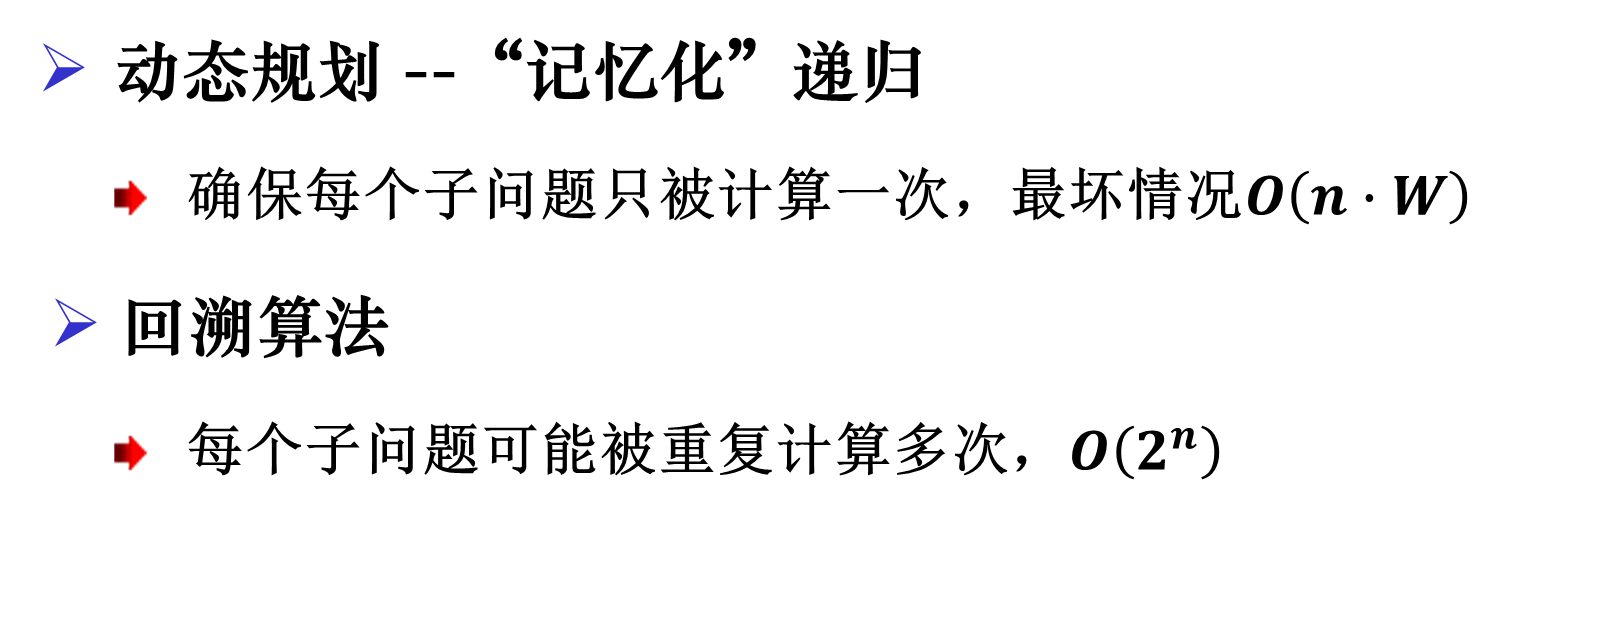 动态规划 -- “记忆化” 递归
确保每个子问题只被计算一次，最坏情况O(n · W)
回溯算法
每个子问题可能被重复计算多次，O(2ⁿ)